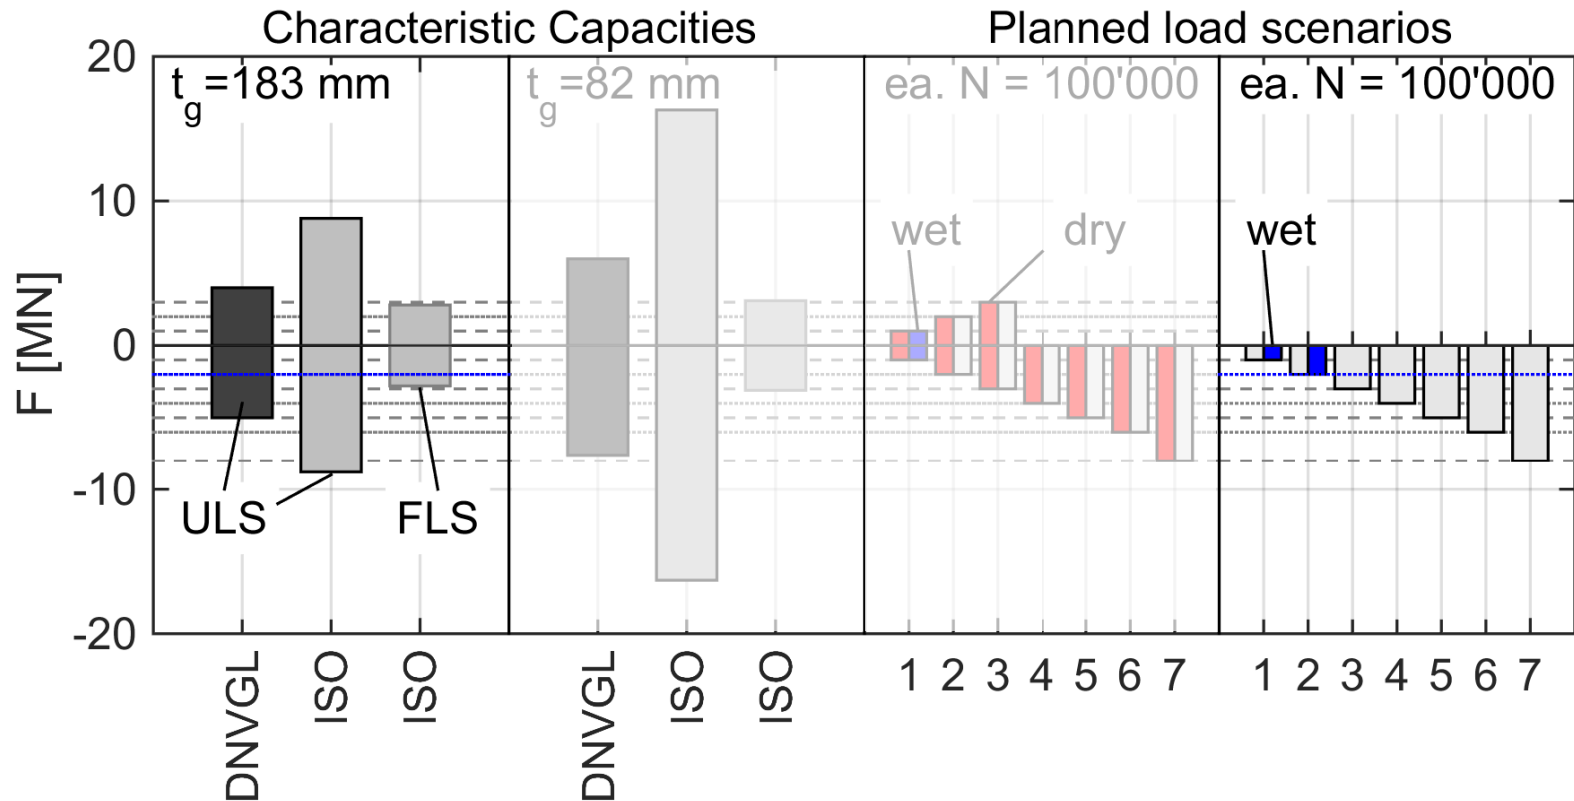 Characteristic Capacities
Planned load scenarios
tg=183 mm
tg=82 mm
ea. N = 100'000
ea. N = 100'000
20
10
0
-10
-20
F [MN]
wet
dry
wet
ULS
FLS
DNVGL
ISO
ISO
DNVGL
ISO
ISO
1 2 3 4 5 6 7
1 2 3 4 5 6 7